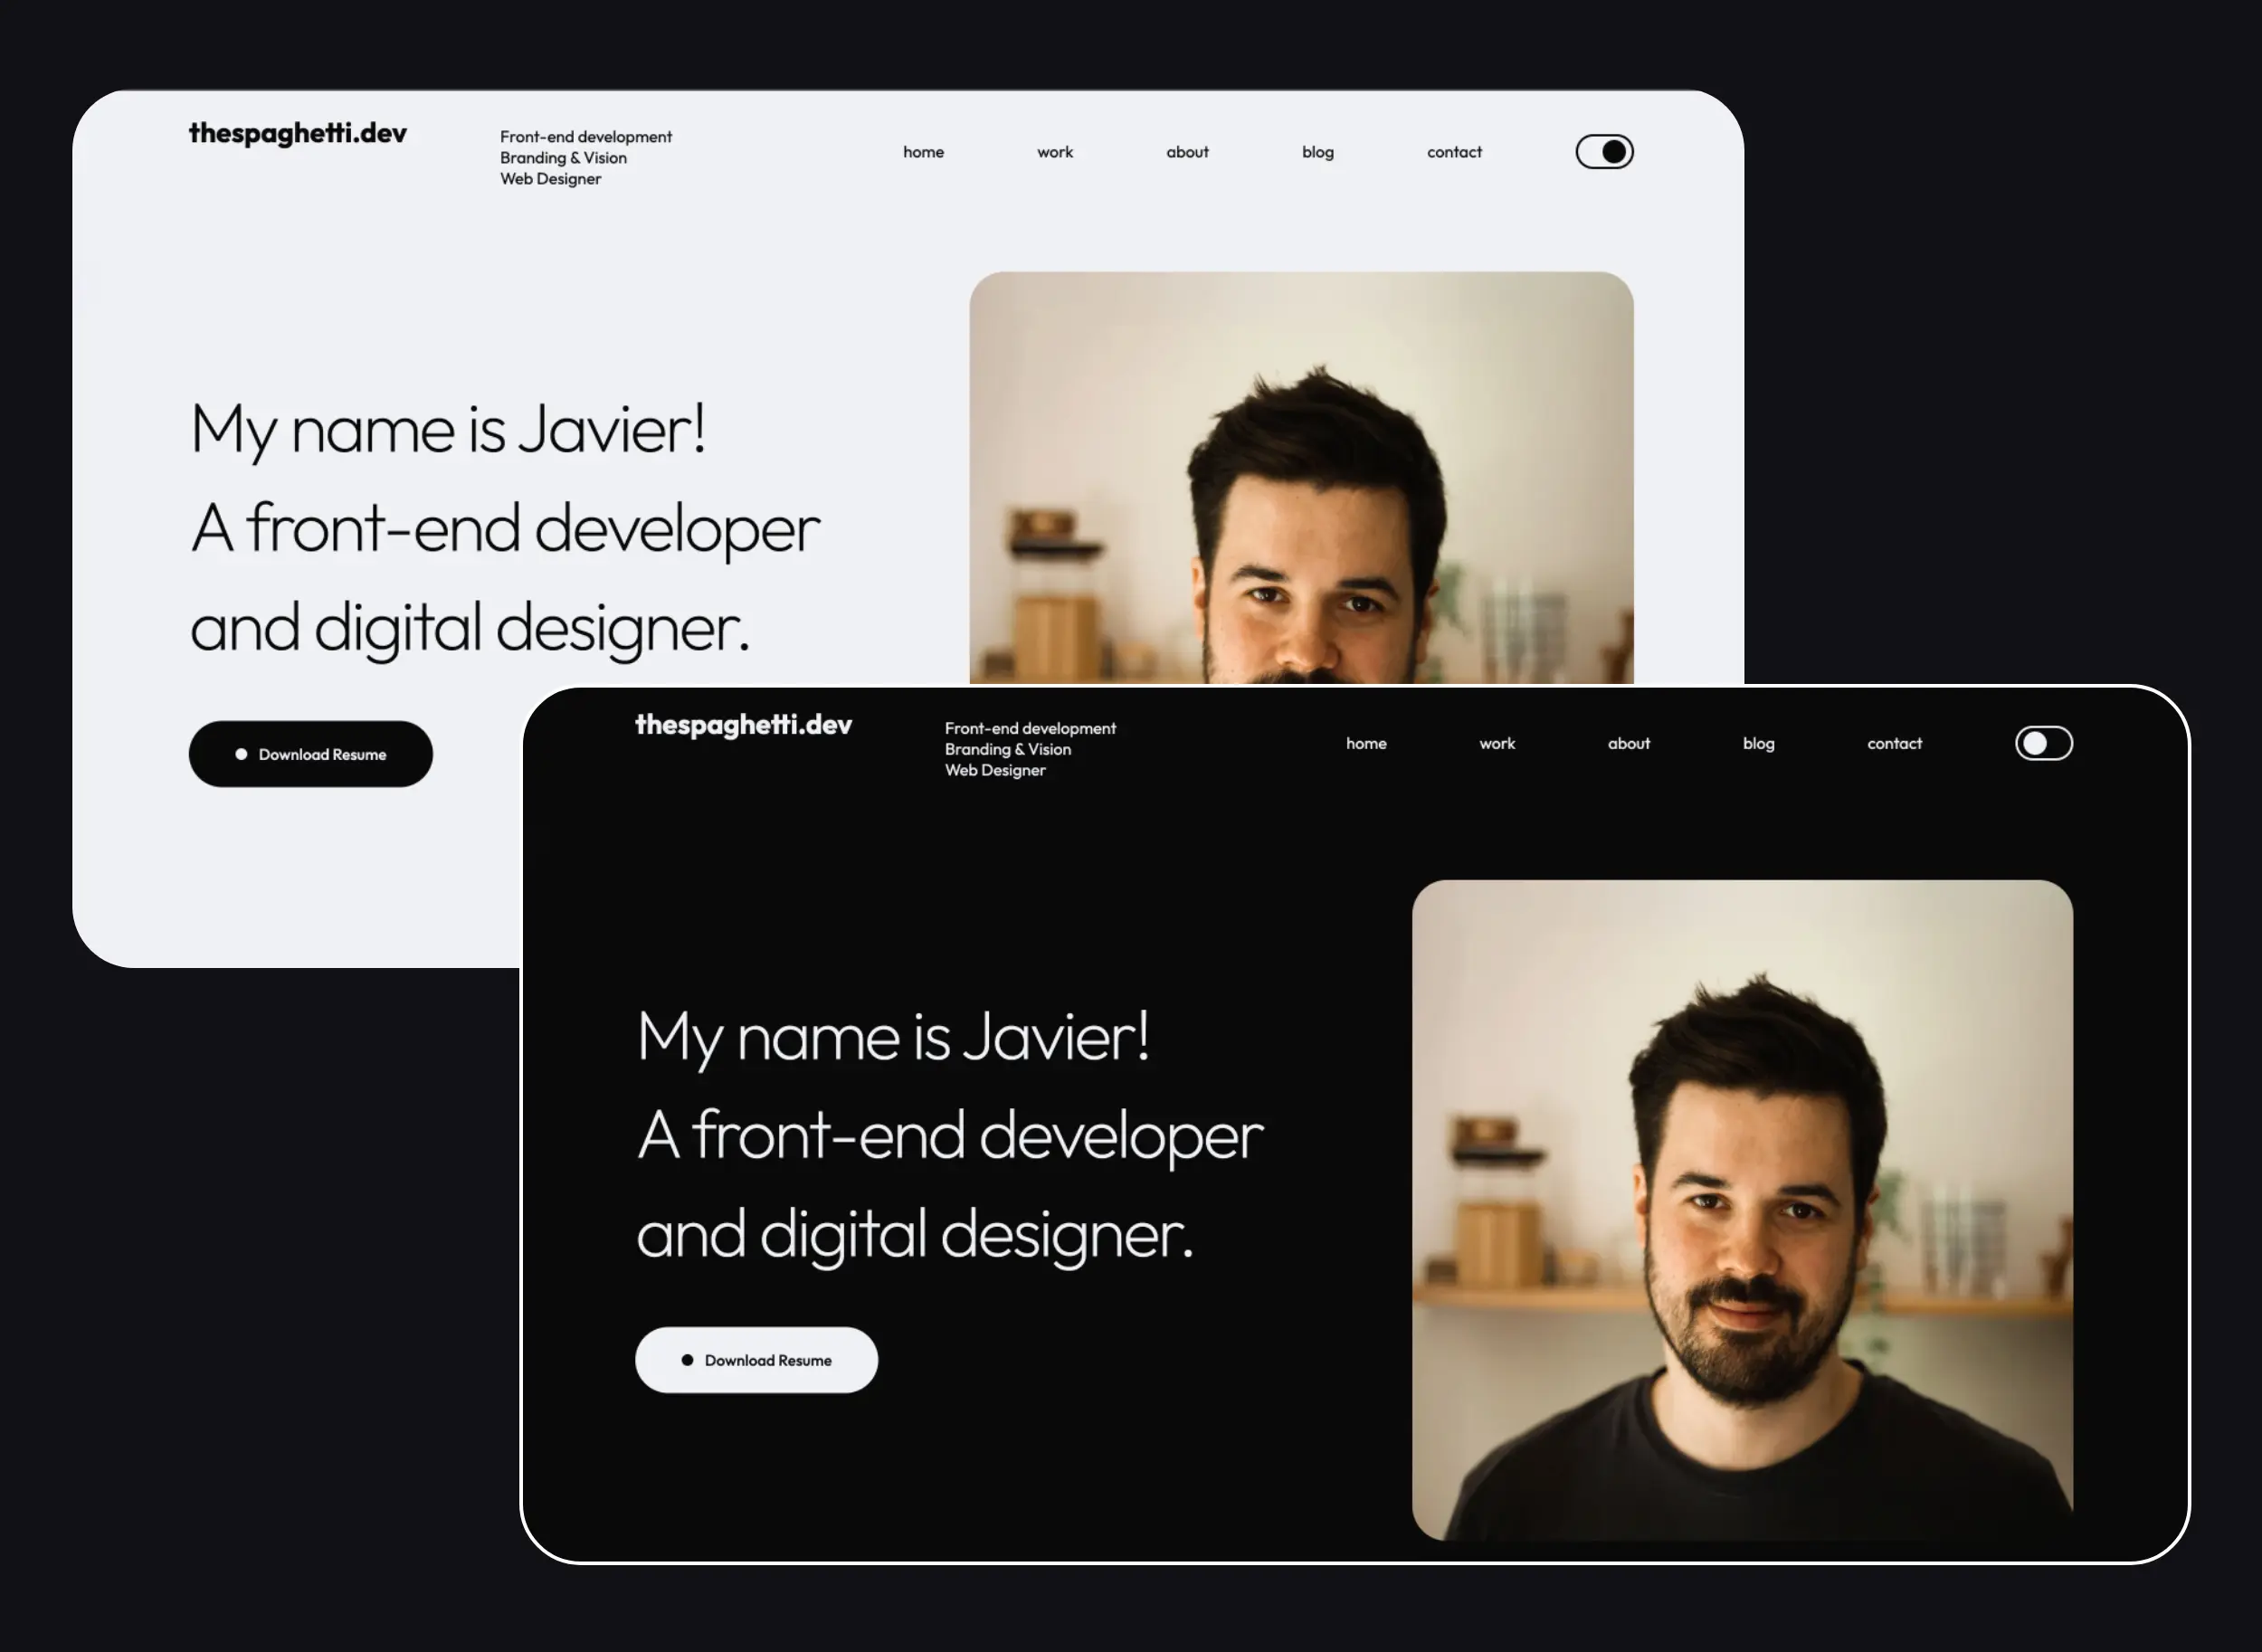 thespaghetti.dev
Front-end development
Branding & Vision
Web Designer
home
work
about
blog
contact
My name is Javier!
A front-end developer
and digital designer.
Download Resume
thespaghetti.dev
Front-end development
Branding & Vision
Web Designer
home
work
about
blog
contact
My name is Javier!
A front-end developer
and digital designer.
Download Resume